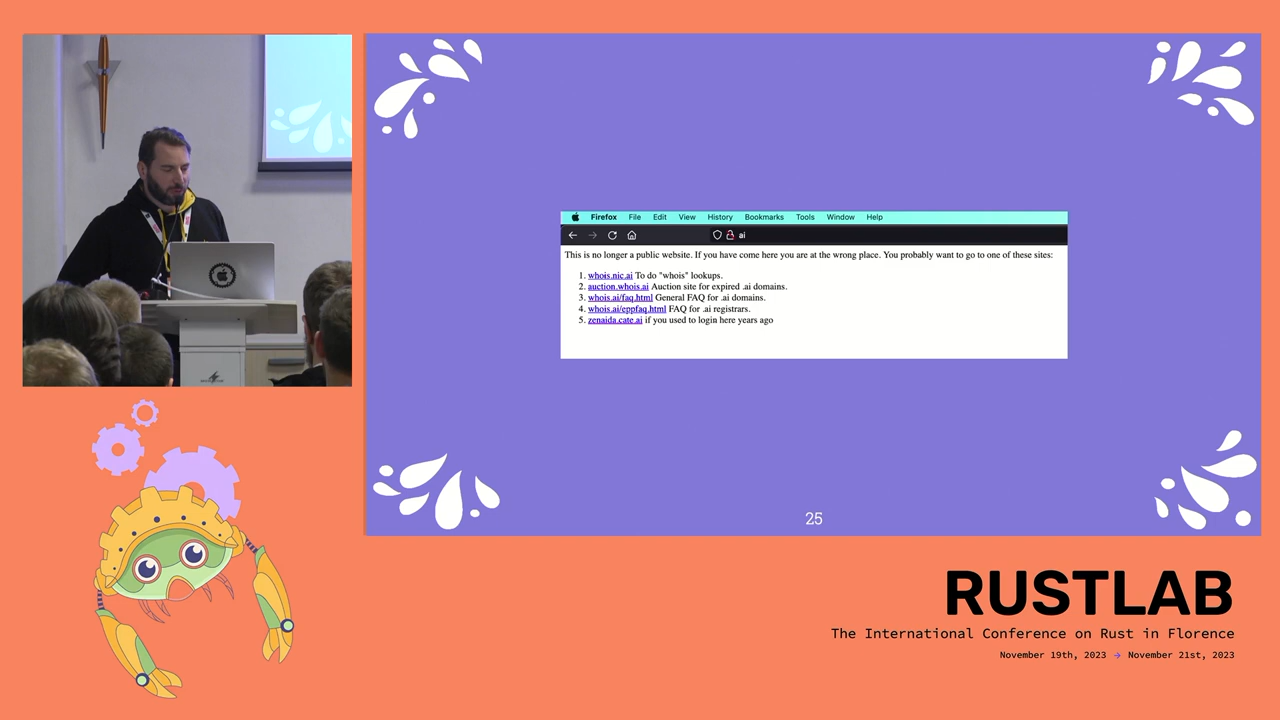 Firefox File Edit View History Bookmarks Tools Window Help
ai
This is no longer a public website. If you have come here you are at the wrong place. You probably want to go to one of these sites:
1. whois.nic.ai To do "whois" lookups.
2. auction.whois.ai Auction site for expired .ai domains.
3. whois.ai/faq.html General FAQ for .ai domains.
4. whois.ai/eppfaq.html FAQ for .ai registrars.
5. zenaida.cate.ai if you used to login here years ago
25
RUSTLAB
The International Conference on Rust in Florence
November 19th, 2023 → November 21st, 2023